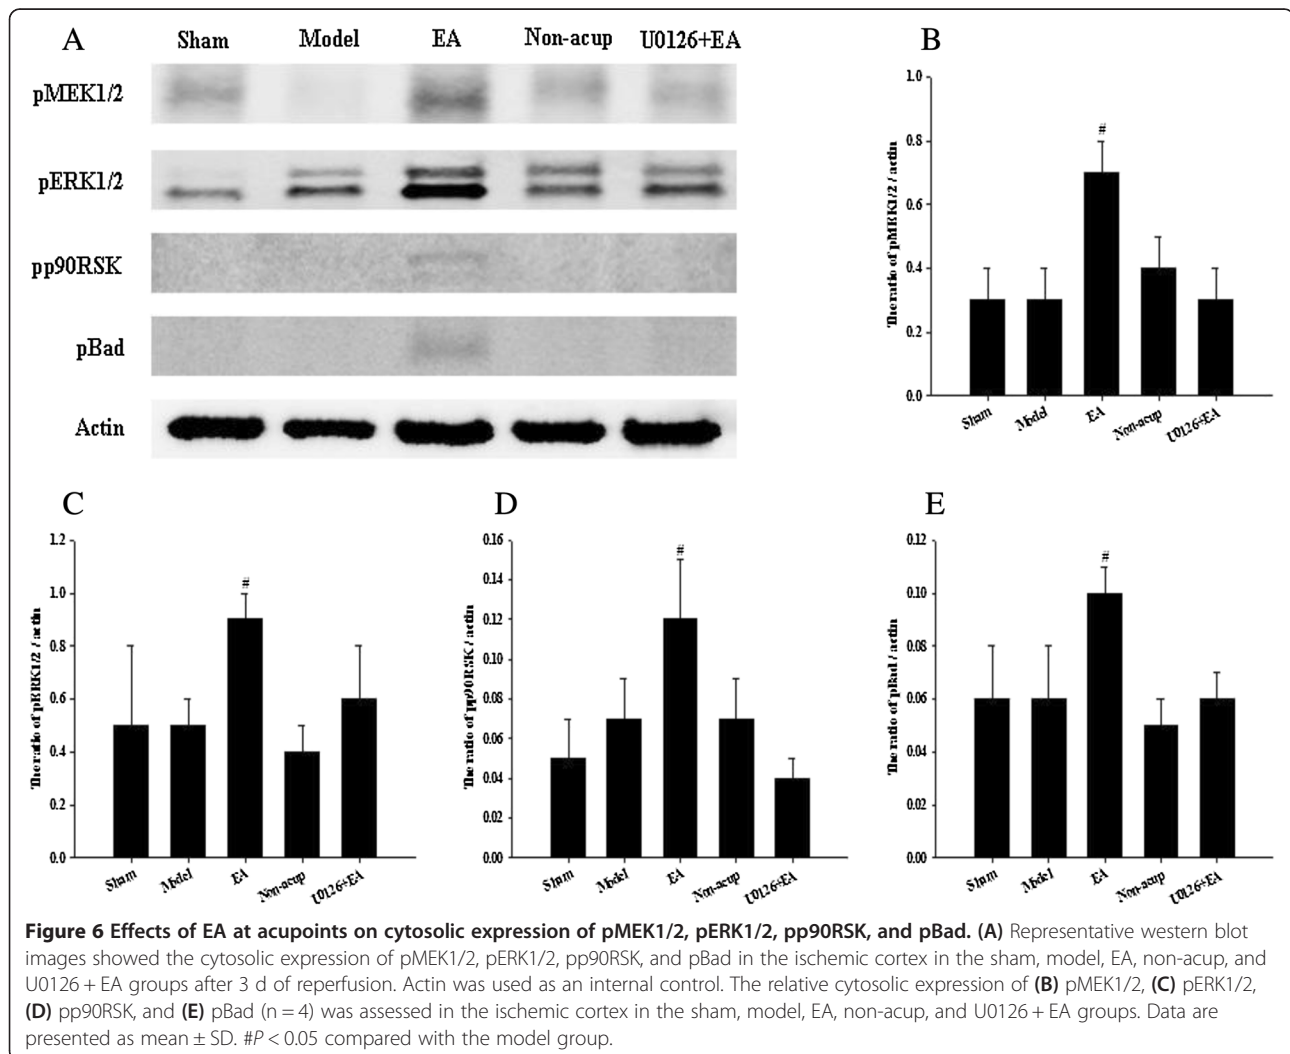 A
Sham Model EA Non-acup U0126+EA
pMEK1/2
pERK1/2
pp90RSK
pBad
Actin
B
The ratio of pMEK1/2 / actin
1.0
0.8
0.6
0.4
0.2
0.0
#
Sham Model EA Non-acup U0126+EA
C
The ratio of pERK1/2 / actin
1.2
1.0
0.8
0.6
0.4
0.2
0.0
#
Sham Model EA Non-acup U0126+EA
D
The ratio of pp90RSK / actin
0.16
0.14
0.12
0.10
0.08
0.06
0.04
0.02
0.00
#
Sham Model EA Non-acup U0126+EA
E
The ratio of pBad / actin
0.12
0.10
0.08
0.06
0.04
0.02
0.00
#
Sham Model EA Non-acup U0126+EA
Figure 6 Effects of EA at acupoints on cytosolic expression of pMEK1/2, pERK1/2, pp90RSK, and pBad. (A) Representative western blot
images showed the cytosolic expression of pMEK1/2, pERK1/2, pp90RSK, and pBad in the ischemic cortex in the sham, model, EA, non-acup, and
U0126 + EA groups after 3 d of reperfusion. Actin was used as an internal control. The relative cytosolic expression of (B) pMEK1/2, (C) pERK1/2,
(D) pp90RSK, and (E) pBad (n = 4) was assessed in the ischemic cortex in the sham, model, EA, non-acup, and U0126 + EA groups. Data are
presented as mean ± SD. #P < 0.05 compared with the model group.